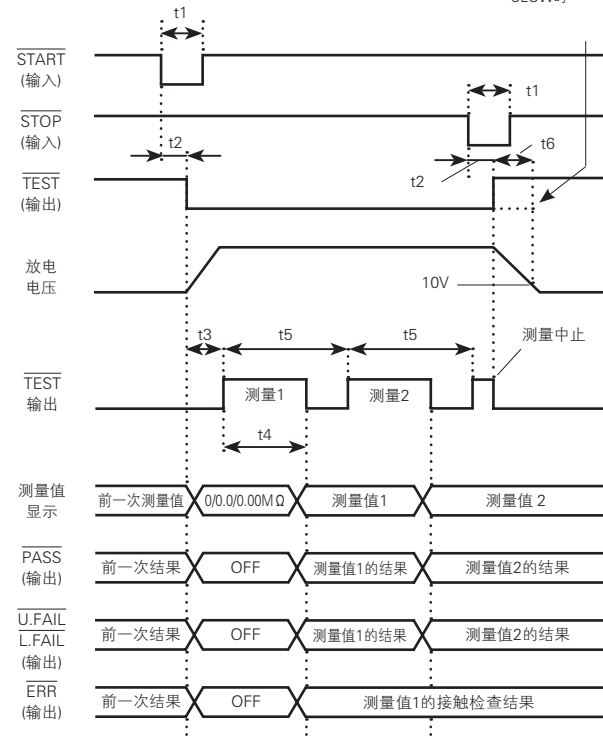 t1
START
(输入)
STOP
(输入)
t1
t2
t6
TEST
(输出)
t2
放电
电压
10V
t3
t5
t5
测量中止
TEST
输出
测量1
测量2
t4
测量值
显示
前一次测量值
0/0.0/0.00MΩ
测量值1
测量值 2
PASS
(输出)
前一次结果
OFF
测量值1的结果
测量值2的结果
U.FAIL
L.FAIL
(输出)
前一次结果
OFF
测量值1的结果
测量值2的结果
ERR
(输出)
前一次结果
OFF
测量值1的接触检查结果